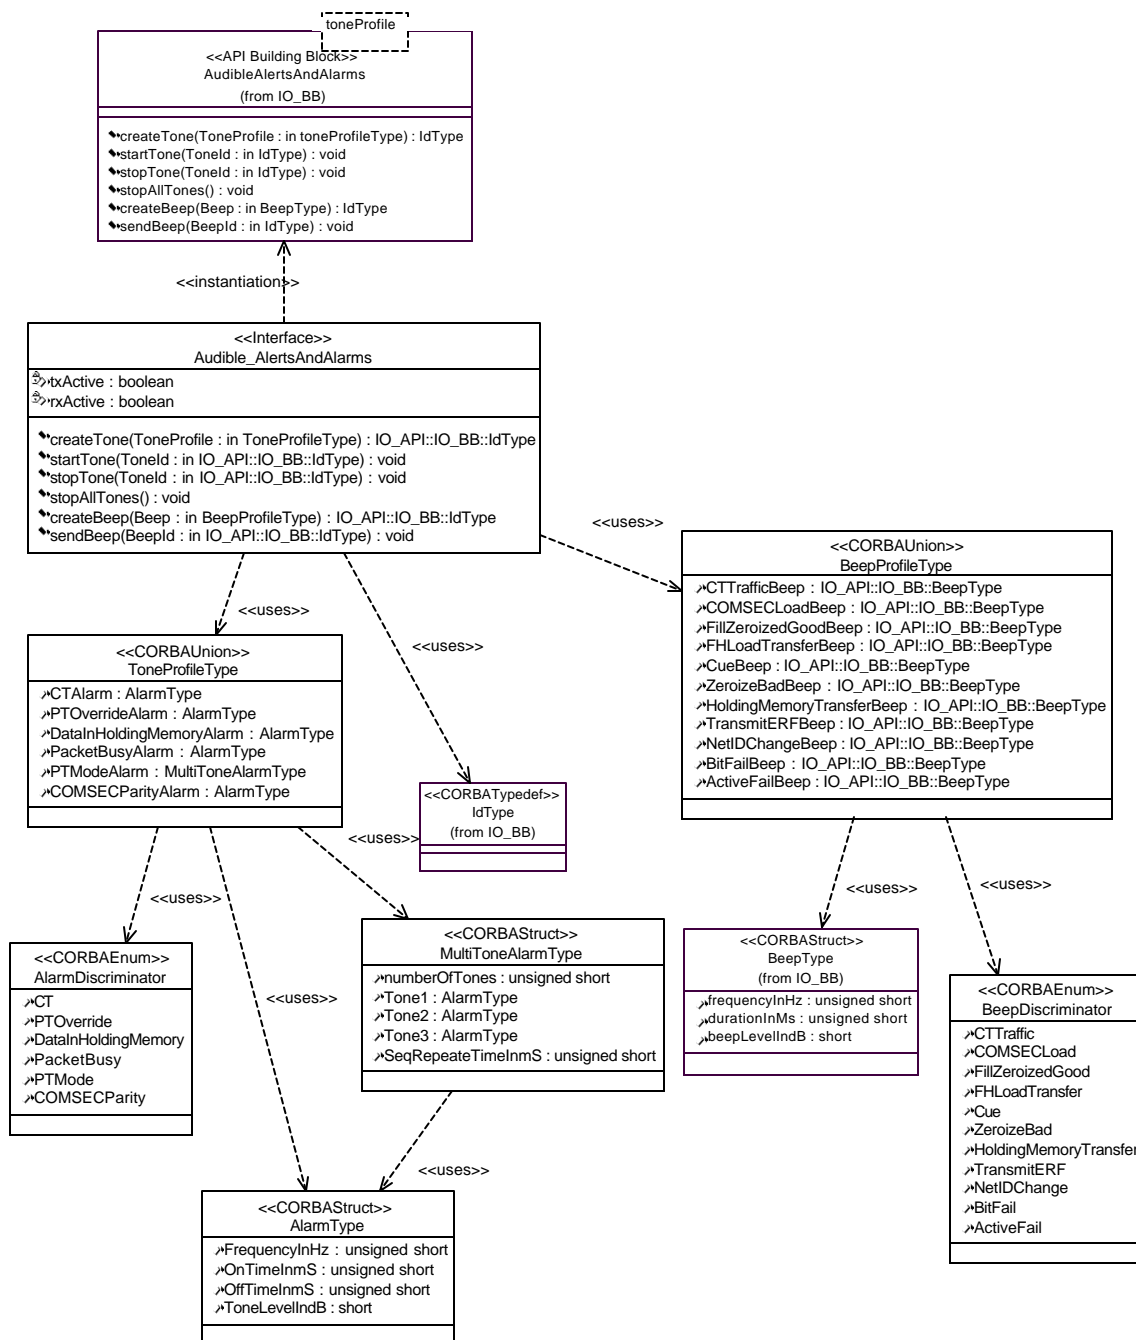 toneProfile
<<API Building Block>>
AudibleAlertsAndAlarms
(from IO_BB)
createTone(ToneProfile : in toneProfileType) : IdType
startTone(ToneId : in IdType) : void
stopTone(ToneId : in IdType) : void
stopAllTones() : void
createBeep(Beep : in BeepType) : IdType
sendBeep(BeepId : in IdType) : void
<<instantiation>>
<<Interface>>
Audible_AlertsAndAlarms
txActive : boolean
rxActive : boolean
createTone(ToneProfile : in ToneProfileType) : IO_API::IO_BB::IdType
startTone(ToneId : in IO_API::IO_BB::IdType) : void
stopTone(ToneId : in IO_API::IO_BB::IdType) : void
stopAllTones() : void
createBeep(Beep : in BeepProfileType) : IO_API::IO_BB::IdType
sendBeep(BeepId : in IO_API::IO_BB::IdType) : void
<<uses>>
<<uses>>
<<uses>>
<<CORBAUnion>>
BeepProfileType
CTTrafficBeep : IO_API::IO_BB::BeepType
COMSECLoadBeep : IO_API::IO_BB::BeepType
FillZeroizedGoodBeep : IO_API::IO_BB::BeepType
FHLoadTransferBeep : IO_API::IO_BB::BeepType
CueBeep : IO_API::IO_BB::BeepType
ZeroizeBadBeep : IO_API::IO_BB::BeepType
HoldingMemoryTransferBeep : IO_API::IO_BB::BeepType
TransmitERFBeep : IO_API::IO_BB::BeepType
NetIDChangeBeep : IO_API::IO_BB::BeepType
BitFailBeep : IO_API::IO_BB::BeepType
ActiveFailBeep : IO_API::IO_BB::BeepType
<<CORBAUnion>>
ToneProfileType
CTAlarm : AlarmType
PTOverrideAlarm : AlarmType
DataInHoldingMemoryAlarm : AlarmType
PacketBusyAlarm : AlarmType
PTModeAlarm : MultiToneAlarmType
COMSECParityAlarm : AlarmType
<<CORBATypedef>>
IdType
(from IO_BB)
<<uses>>
<<uses>>
<<uses>>
<<uses>>
<<uses>>
<<CORBAEnum>>
AlarmDiscriminator
CT
PTOverride
DataInHoldingMemory
PacketBusy
PTMode
COMSECParity
<<CORBAStruct>>
MultiToneAlarmType
numberOfTones : unsigned short
Tone1 : AlarmType
Tone2 : AlarmType
Tone3 : AlarmType
SeqRepeateTimeInmS : unsigned short
<<CORBAStruct>>
BeepType
(from IO_BB)
frequencyInHz : unsigned short
durationInMs : unsigned short
beepLevelIndB : short
<<CORBAEnum>>
BeepDiscriminator
CTTraffic
COMSECLoad
FillZeroizedGood
FHLoadTransfer
Cue
ZeroizeBad
HoldingMemoryTransfer
TransmitERF
NetIDChange
BitFail
ActiveFail
<<uses>>
<<CORBAStruct>>
AlarmType
FrequencyInHz : unsigned short
OnTimeInmS : unsigned short
OffTimeInmS : unsigned short
ToneLevelIndB : short